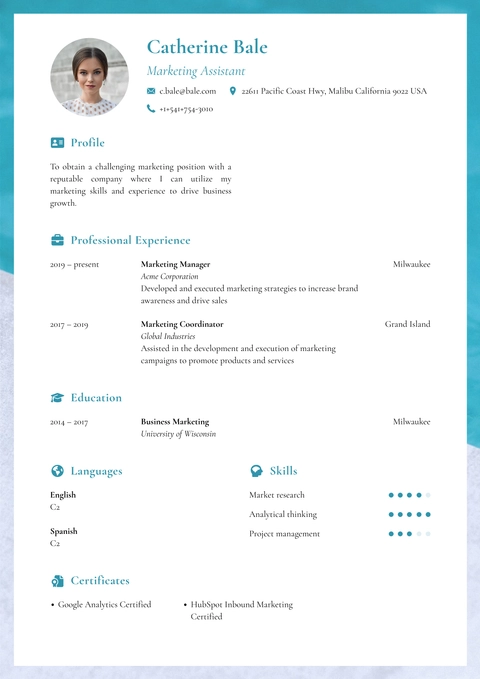 Catherine Bale
Marketing Assistant
c.bale@bale.com 22611 Pacific Coast Hwy, Malibu California 9022 USA
+1+541+754-3010
Profile
To obtain a challenging marketing position with a
reputable company where I can utilize my
marketing skills and experience to drive business
growth.
Professional Experience
2019 – present Marketing Manager Milwaukee
Acme Corporation
Developed and executed marketing strategies to increase brand
awareness and drive sales
2017 – 2019 Marketing Coordinator Grand Island
Global Industries
Assisted in the development and execution of marketing
campaigns to promote products and services
Education
2014 – 2017 Business Marketing Milwaukee
University of Wisconsin
Languages
English
C2
Spanish
C2
Skills
Market research
Analytical thinking
Project management
Certificates
• Google Analytics Certified
• HubSpot Inbound Marketing
Certified